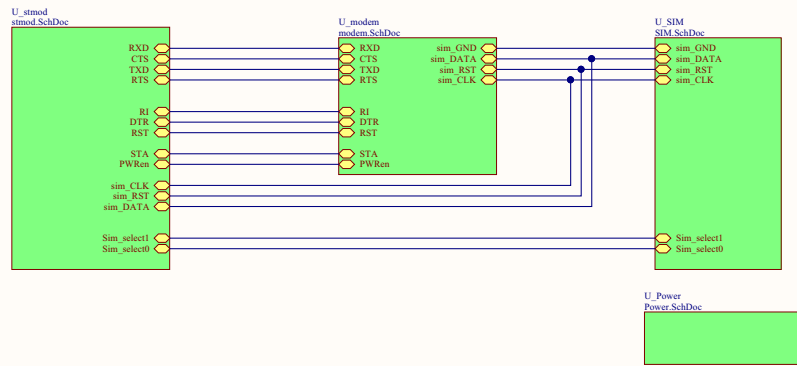 U_stmod
stmod.SchDoc
RXD
CTS
TXD
RTS
RI
DTR
RST
STA
PWRen
sim_CLK
sim_RST
sim_DATA
Sim_select1
Sim_select0
U_modem
modem.SchDoc
RXD
CTS
TXD
RTS
RI
DTR
RST
STA
PWRen
sim_GND
sim_DATA
sim_RST
sim_CLK
U_SIM
SIM.SchDoc
sim_GND
sim_DATA
sim_RST
sim_CLK
Sim_select1
Sim_select0
U_Power
Power.SchDoc